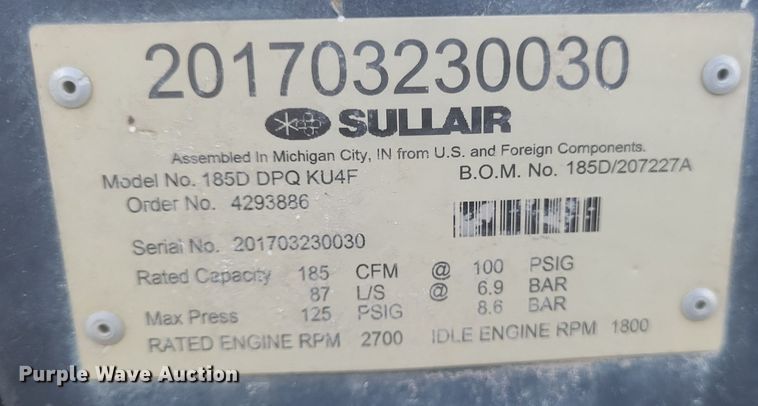 201703230030
SULLAIR
Assembled In Michigan City, IN from U.S. and Foreign Components.
Model No. 185D DPQ KU4F B.O.M. No. 185D/207227A
Order No. 4293886
Serial No. 201703230030
Rated Capacity 185 CFM @ 100 PSIG
87 L/S @ 6.9 BAR
Max Press 125 PSIG 8.6 BAR
RATED ENGINE RPM 2700 IDLE ENGINE RPM 1800
Purple Wave Auction